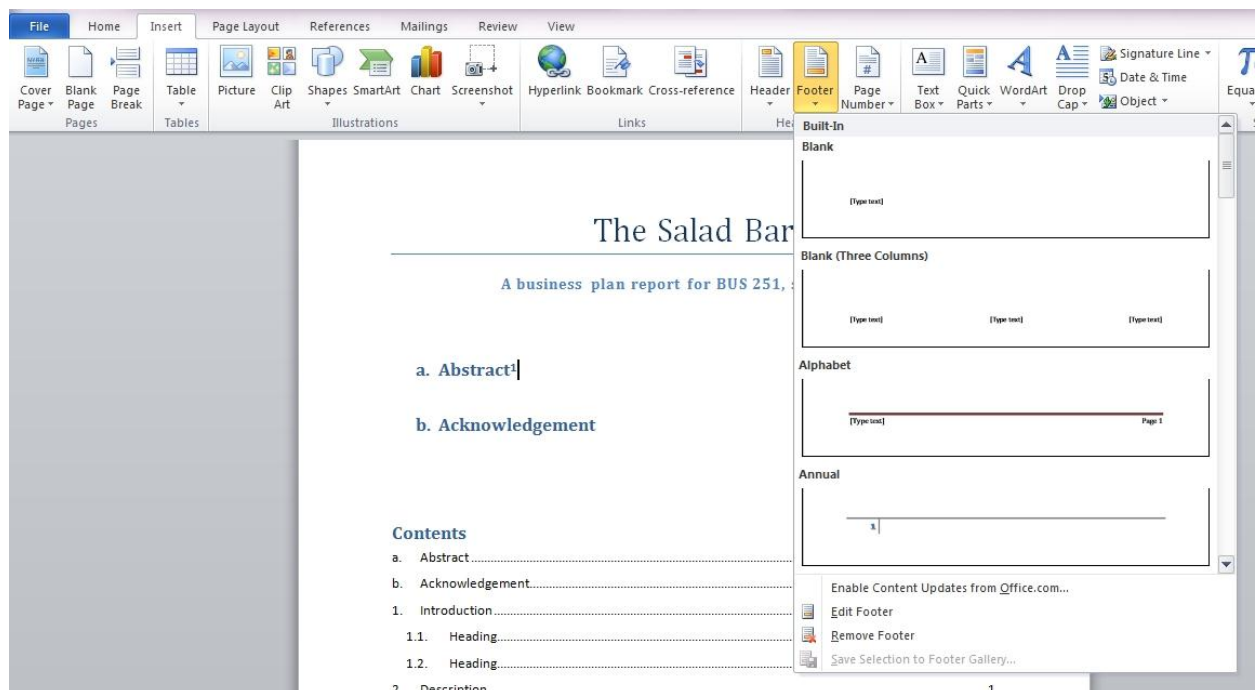 File Home Insert Page Layout References Mailings Review View
Cover Page Blank Page Page Break Table Picture Clip Art Shapes SmartArt Chart Screenshot Hyperlink Bookmark Cross-reference Header Footer Page Number Text Box Quick Parts WordArt Drop Cap
Signature Line
Date & Time
Object
Pages Tables Illustrations Links
Built-In
Blank
[Type text]
Blank (Three Columns)
[Type text] [Type text] [Type text]
Alphabet
[Type text] Page 1
Annual
1
Enable Content Updates from Office.com...
Edit Footer
Remove Footer
Save Selection to Footer Gallery...
The Salad Bar
A business plan report for BUS 251,
a. Abstract¹
b. Acknowledgement
Contents
a. Abstract
b. Acknowledgement
1. Introduction
1.1. Heading
1.2. Heading
2. Description 1